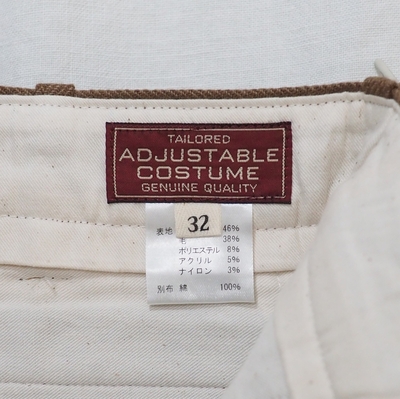 TAILORED
ADJUSTABLE
COSTUME
GENUINE QUALITY
32
表地 46%
毛 38%
ポリエステル 8%
アクリル 5%
ナイロン 3%
別布 綿 100%